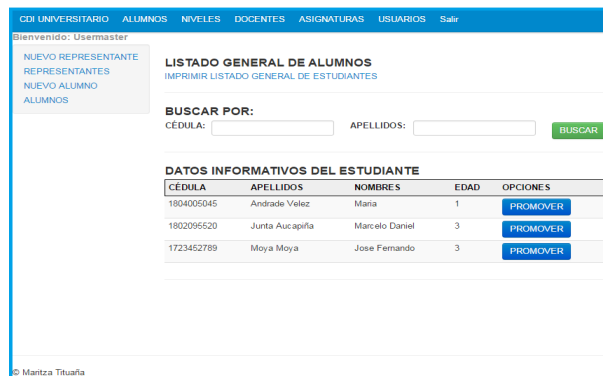 CDI UNIVERSITARIO ALUMNOS NIVELES DOCENTES ASIGNATURAS USUARIOS Salir
Bienvenido: Usermaster
NUEVO REPRESENTANTE
REPRESENTANTES
NUEVO ALUMNO
ALUMNOS
LISTADO GENERAL DE ALUMNOS
IMPRIMIR LISTADO GENERAL DE ESTUDIANTES
BUSCAR POR:
CÉDULA: APELLIDOS: BUSCAR
DATOS INFORMATIVOS DEL ESTUDIANTE
CÉDULA APELLIDOS NOMBRES EDAD OPCIONES
1804005045 Andrade Velez Maria 1 PROMOVER
1802095520 Junta Aucapiña Marcelo Daniel 3 PROMOVER
1723452789 Moya Moya Jose Fernando 3 PROMOVER
© Maritza Tituaña